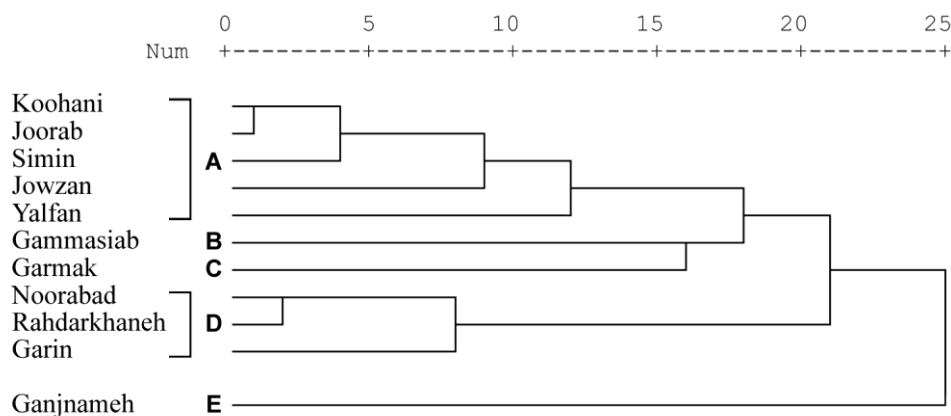 0 5 10 15 20 25
Num +-------+-------+-------+-------+-------+
Koohani
Joorab
Simin A
Jowzan
Yalfan
Gammasiab B
Garmak C
Noorabad
Rahdarkhaneh D
Garin
Ganjnameh E